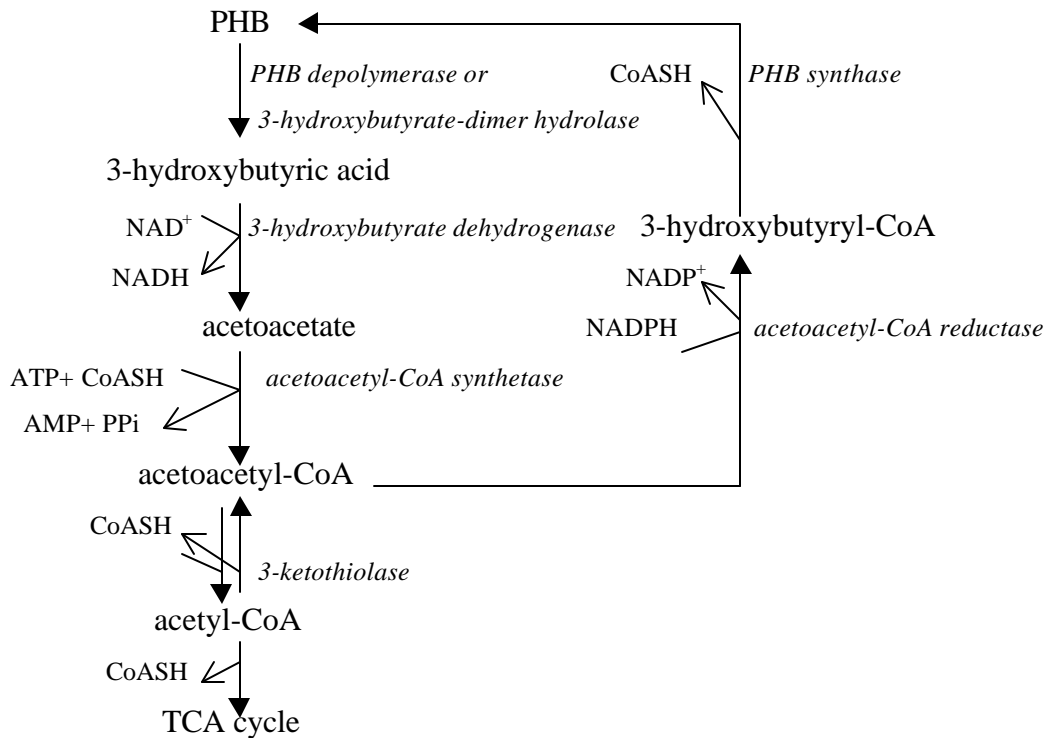 PHB
PHB depolymerase or
CoASH
PHB synthase
3-hydroxybutyrate-dimer hydrolase
3-hydroxybutyric acid
NAD⁺
3-hydroxybutyrate dehydrogenase
3-hydroxybutyryl-CoA
NADH
NADP⁺
acetoacetate
NADPH
acetoacetyl-CoA reductase
ATP+ CoASH
acetoacetyl-CoA synthetase
AMP+ PPi
acetoacetyl-CoA
CoASH
3-ketothiolase
acetyl-CoA
CoASH
TCA cycle